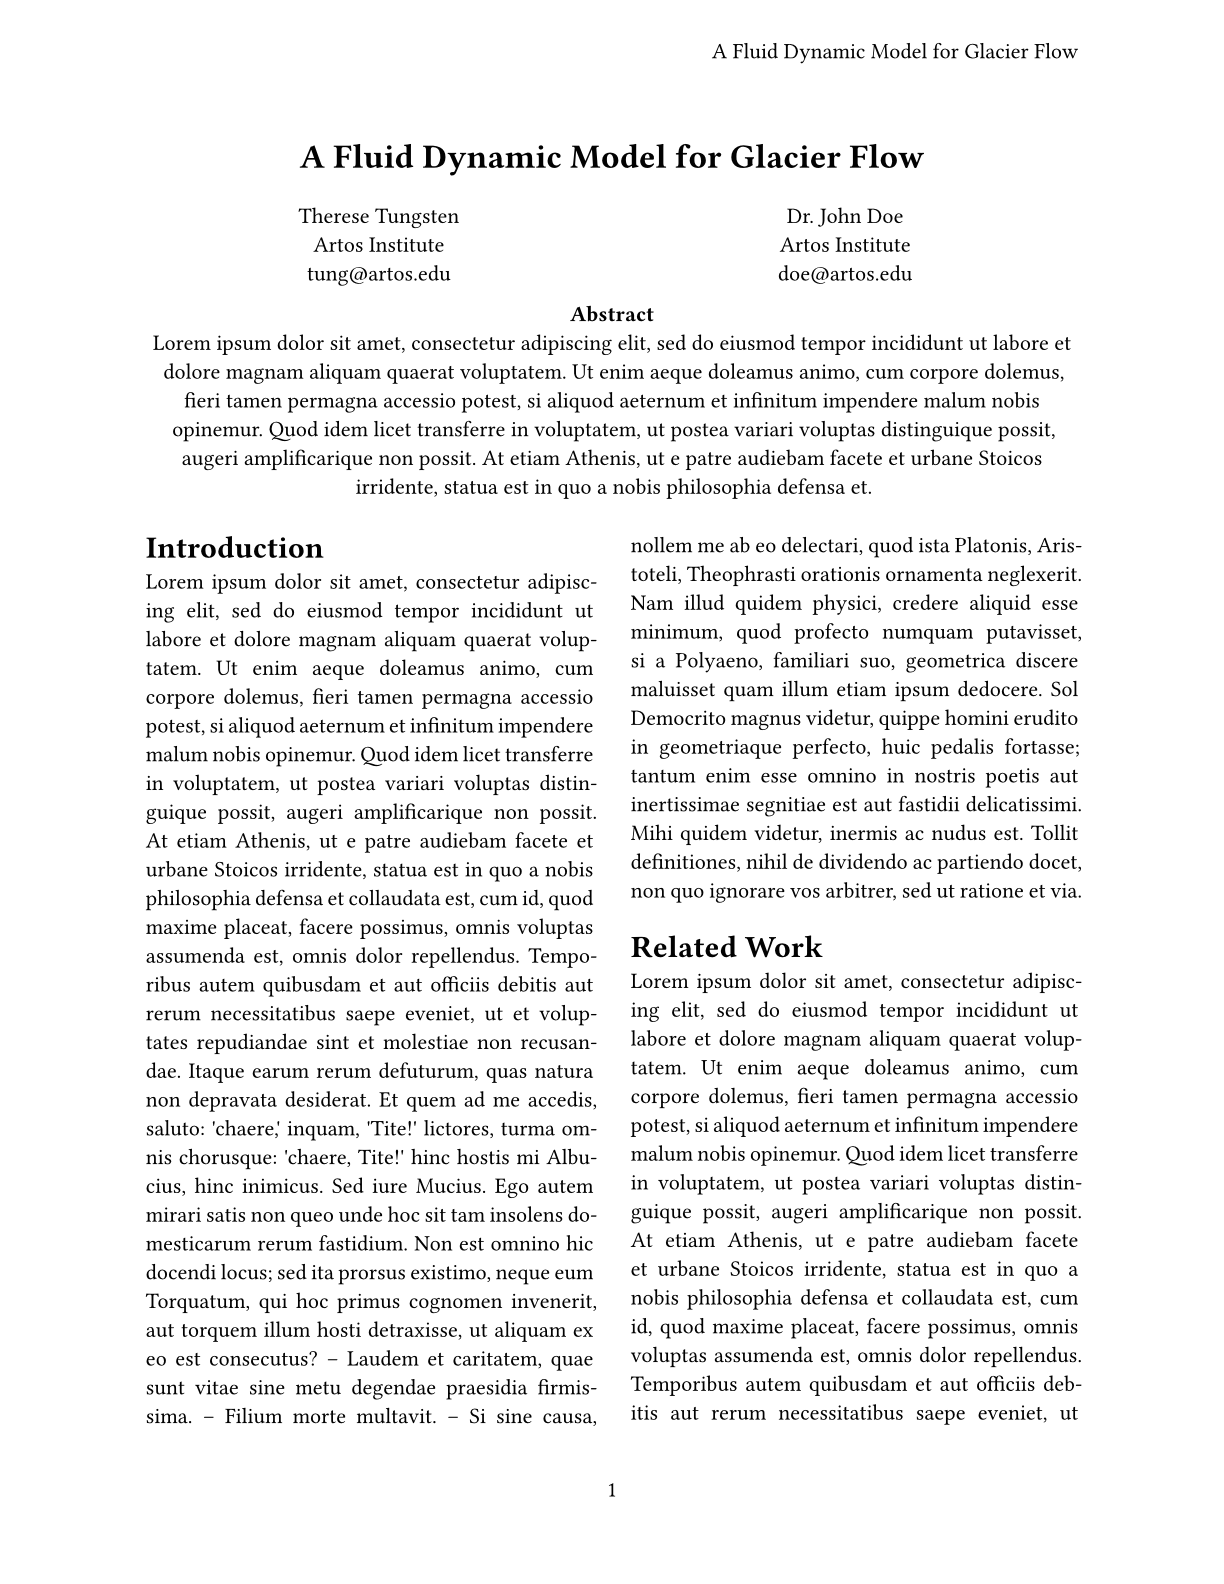 A Fluid Dynamic Model for Glacier Flow
A Fluid Dynamic Model for Glacier Flow
Therese Tungsten
Artos Institute
tung@artos.edu
Dr. John Doe
Artos Institute
doe@artos.edu
Abstract
Lorem ipsum dolor sit amet, consectetur adipiscing elit, sed do eiusmod tempor incididunt ut labore et
dolore magnam aliquam quaerat voluptatem. Ut enim aeque doleamus animo, cum corpore dolemus,
fieri tamen permagna accessio potest, si aliquod aeternum et infinitum impendere malum nobis
opinemur. Quod idem licet transferre in voluptatem, ut postea variari voluptas distinguique possit,
augeri amplificarique non possit. At etiam Athenis, ut e patre audiebam facete et urbane Stoicos
irridente, statua est in quo a nobis philosophia defensa et.
Introduction
Lorem ipsum dolor sit amet, consectetur adipisc-
ing elit, sed do eiusmod tempor incididunt ut
labore et dolore magnam aliquam quaerat volup-
tatem. Ut enim aeque doleamus animo, cum
corpore dolemus, fieri tamen permagna accessio
potest, si aliquod aeternum et infinitum impendere
malum nobis opinemur. Quod idem licet transferre
in voluptatem, ut postea variari voluptas distin-
guique possit, augeri amplificarique non possit.
At etiam Athenis, ut e patre audiebam facete et
urbane Stoicos irridente, statua est in quo a nobis
philosophia defensa et collaudata est, cum id, quod
maxime placeat, facere possimus, omnis voluptas
assumenda est, omnis dolor repellendus. Tempo-
ribus autem quibusdam et aut officiis debitis aut
rerum necessitatibus saepe eveniet, ut et volup-
tates repudiandae sint et molestiae non recusan-
dae. Itaque earum rerum defuturum, quas natura
non depravata desiderat. Et quem ad me accedis,
saluto: 'chaere,' inquam, 'Tite!' lictores, turma om-
nis chorusque: 'chaere, Tite!' hinc hostis mi Albu-
cius, hinc inimicus. Sed iure Mucius. Ego autem
mirari satis non queo unde hoc sit tam insolens do-
mesticarum rerum fastidium. Non est omnino hic
docendi locus; sed ita prorsus existimo, neque eum
Torquatum, qui hoc primus cognomen invenerit,
aut torquem illum hosti detraxisse, ut aliquam ex
eo est consecutus? – Laudem et caritatem, quae
sunt vitae sine metu degendae praesidia firmis-
sima. – Filium morte multavit. – Si sine causa,
nollem me ab eo delectari, quod ista Platonis, Aris-
toteli, Theophrasti orationis ornamenta neglexerit.
Nam illud quidem physici, credere aliquid esse
minimum, quod profecto numquam putavisset,
si a Polyaeno, familiari suo, geometrica discere
maluisset quam illum etiam ipsum dedocere. Sol
Democrito magnus videtur, quippe homini erudito
in geometriaque perfecto, huic pedalis fortasse;
tantum enim esse omnino in nostris poetis aut
inertissimae segnitiae est aut fastidii delicatissimi.
Mihi quidem videtur, inermis ac nudus est. Tollit
definitiones, nihil de dividendo ac partiendo docet,
non quo ignorare vos arbitrer, sed ut ratione et via.
Related Work
Lorem ipsum dolor sit amet, consectetur adipisc-
ing elit, sed do eiusmod tempor incididunt ut
labore et dolore magnam aliquam quaerat volup-
tatem. Ut enim aeque doleamus animo, cum
corpore dolemus, fieri tamen permagna accessio
potest, si aliquod aeternum et infinitum impendere
malum nobis opinemur. Quod idem licet transferre
in voluptatem, ut postea variari voluptas distin-
guique possit, augeri amplificarique non possit.
At etiam Athenis, ut e patre audiebam facete
et urbane Stoicos irridente, statua est in quo a
nobis philosophia defensa et collaudata est, cum
id, quod maxime placeat, facere possimus, omnis
voluptas assumenda est, omnis dolor repellendus.
Temporibus autem quibusdam et aut officiis deb-
itis aut rerum necessitatibus saepe eveniet, ut
1